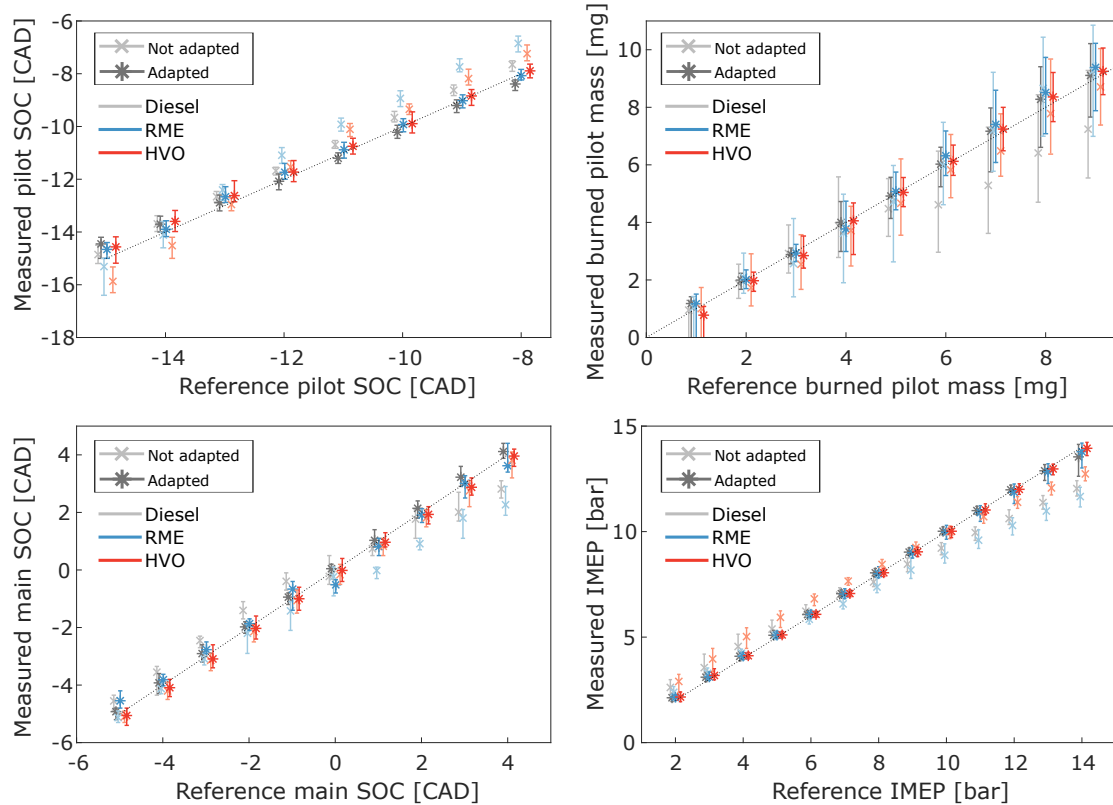 Measured pilot SOC [CAD]
-6
-8
-10
-12
-14
-16
-18
Not adapted
Adapted
Diesel
RME
HVO
-14
-12
-10
-8
Reference pilot SOC [CAD]
Measured burned pilot mass [mg]
10
8
6
4
2
0
Not adapted
Adapted
Diesel
RME
HVO
0
2
4
6
8
Reference burned pilot mass [mg]
Measured main SOC [CAD]
4
2
0
-2
-4
-6
Not adapted
Adapted
Diesel
RME
HVO
-6
-4
-2
0
2
4
Reference main SOC [CAD]
Measured IMEP [bar]
15
10
5
0
Not adapted
Adapted
Diesel
RME
HVO
2
4
6
8
10
12
14
Reference IMEP [bar]